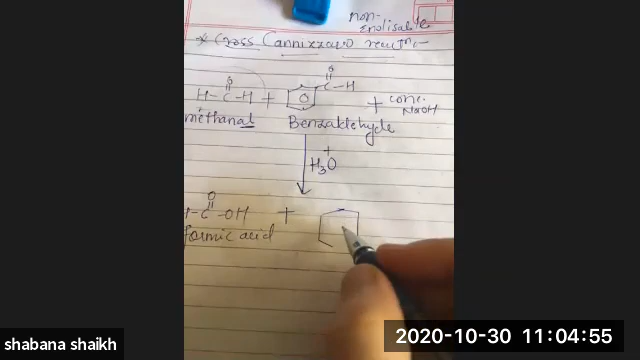 non-
enolisable
* Cross Cannizzaro react^n :-
O
O
H-C-H + C-H + conc. NaOH
methanal Benzaldehyde
H3O+
O
-C-OH +
formic acid
shabana shaikh
2020-10-30 11:04:55